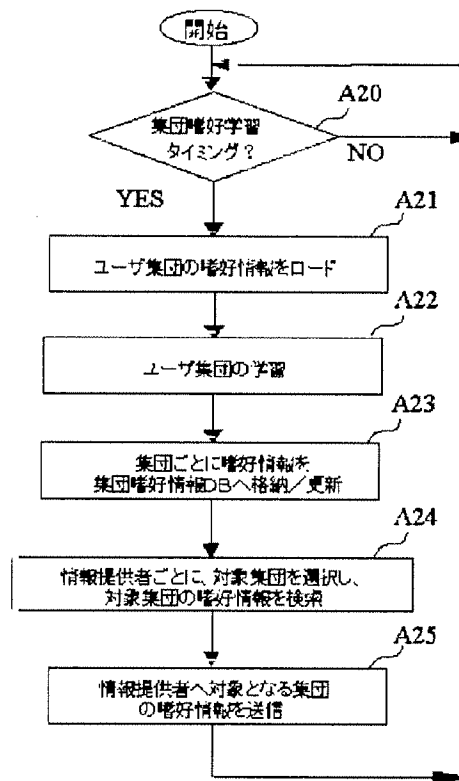 開始
A20
集団嗜好学習
タイミング？
NO
YES
A21
ユーザ集団の嗜好情報をロード
A22
ユーザ集団の学習
A23
集団ごとに嗜好情報を
集団嗜好情報DBへ格納／更新
A24
情報提供者ごとに、対象集団を選択し、
対象集団の嗜好情報を検索
A25
情報提供者へ対象となる集団
の嗜好情報を送信